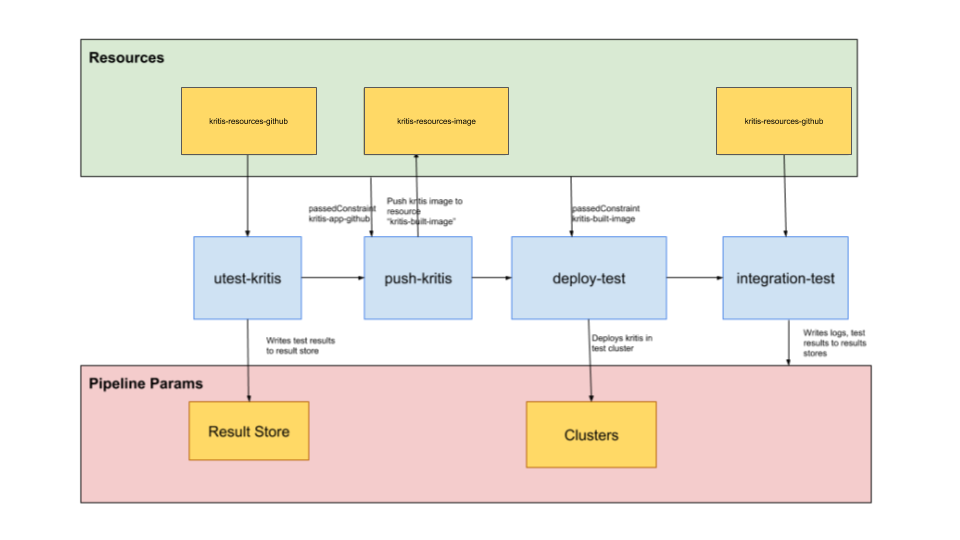 Resources
kritis-resources-github
kritis-resources-image
kritis-resources-github
passedConstraint
kritis-app-github
Push kritis image to
resource
"kritis-built-image"
passedConstraint
kritis-built-image
utest-kritis
push-kritis
deploy-test
integration-test
Writes test results
to result store
Deploys kritis in
test cluster
Writes logs, test
results to results
stores
Pipeline Params
Result Store
Clusters